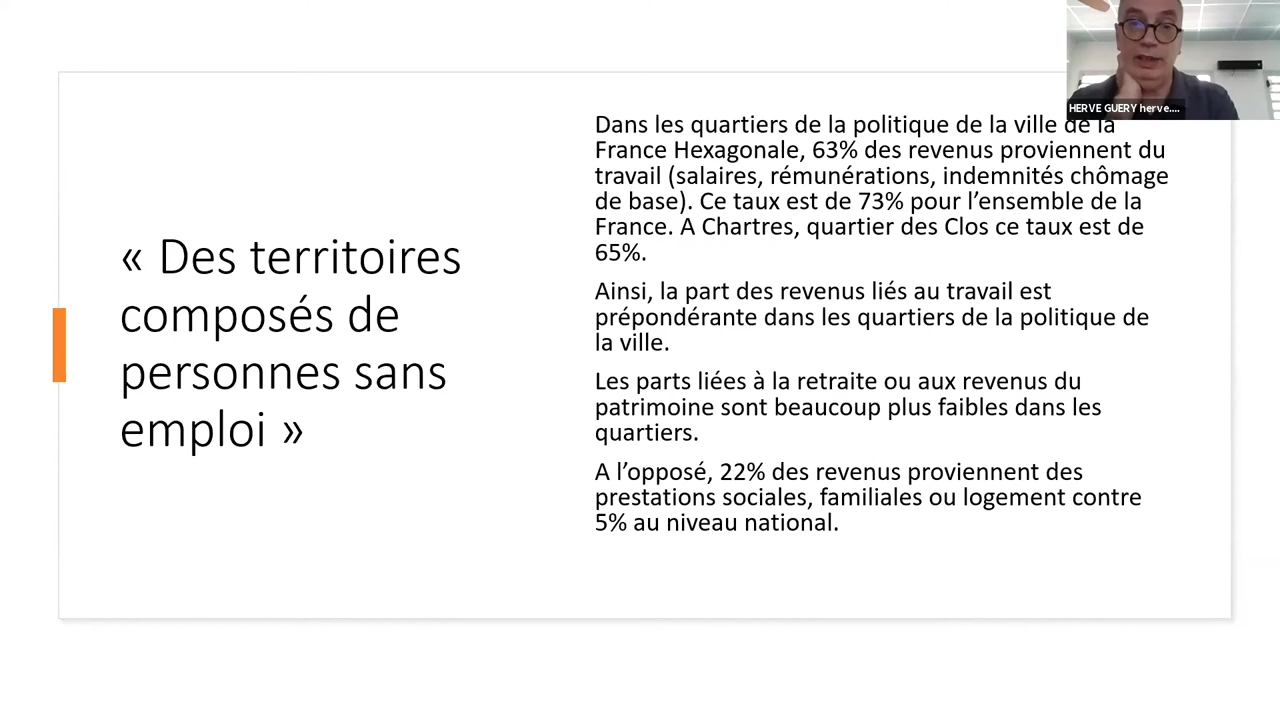 HERVE GUERY herve....
« Des territoires
composés de
personnes sans
emploi »
Dans les quartiers de la politique de la ville de la
France Hexagonale, 63% des revenus proviennent du
travail (salaires, rémunérations, indemnités chômage
de base). Ce taux est de 73% pour l’ensemble de la
France. A Chartres, quartier des Clos ce taux est de
65%.
Ainsi, la part des revenus liés au travail est
prépondérante dans les quartiers de la politique de
la ville.
Les parts liées à la retraite ou aux revenus du
patrimoine sont beaucoup plus faibles dans les
quartiers.
A l’opposé, 22% des revenus proviennent des
prestations sociales, familiales ou logement contre
5% au niveau national.